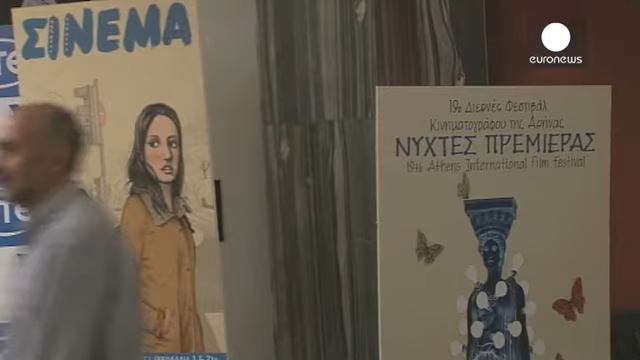 ΣΙΝΕΜΑ
euronews
19ο Διεθνές Φεστιβάλ
Κινηματογράφου της Αθήνας
ΝΥΧΤΕΣ ΠΡΕΜΙΕΡΑΣ
19th Athens International Film Festival